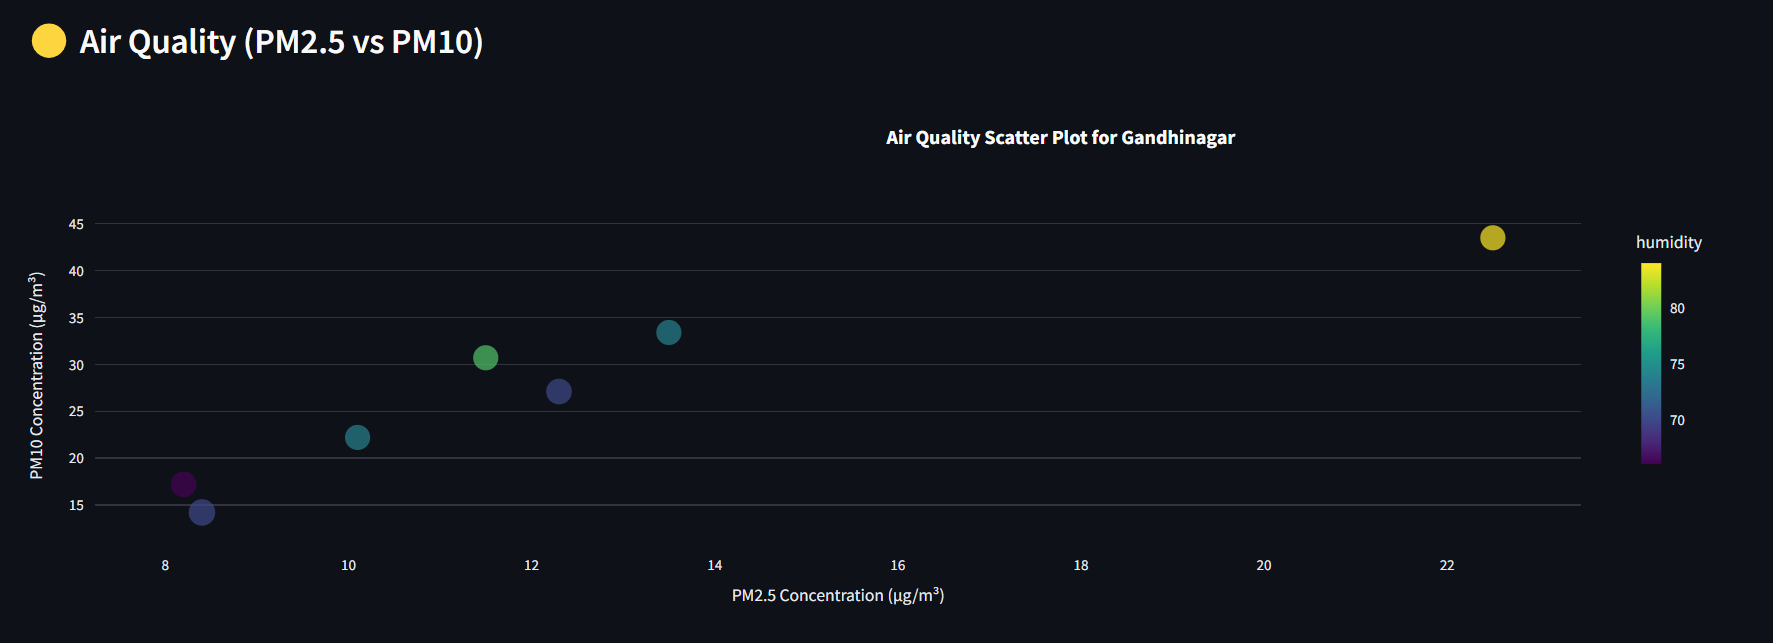 Air Quality (PM2.5 vs PM10)
Air Quality Scatter Plot for Gandhinagar
45
40
35
30
25
20
15
PM10 Concentration (µg/m³)
8 10 12 14 16 18 20 22
PM2.5 Concentration (µg/m³)
humidity
80
75
70